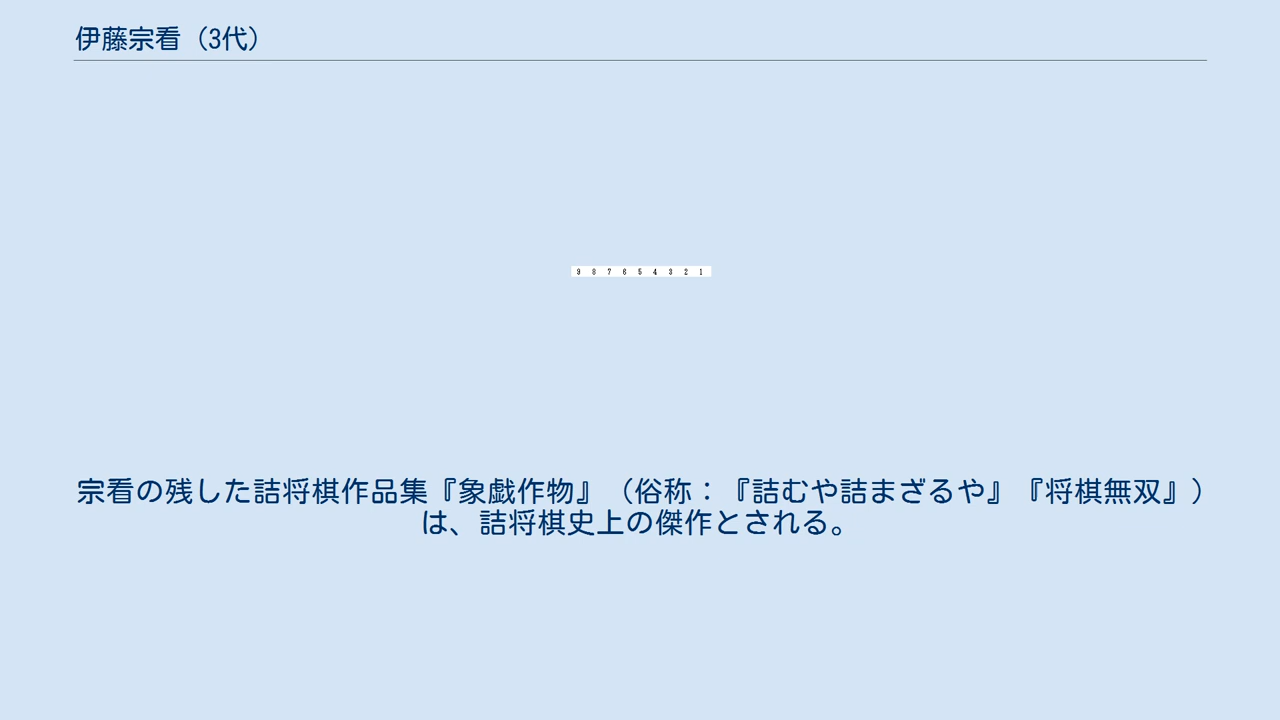 伊藤宗看（3代）
9 8 7 6 5 4 3 2 1
宗看の残した詰将棋作品集『象戯作物』（俗称：『詰むや詰まざるや』『将棋無双』）
は、詰将棋史上の傑作とされる。